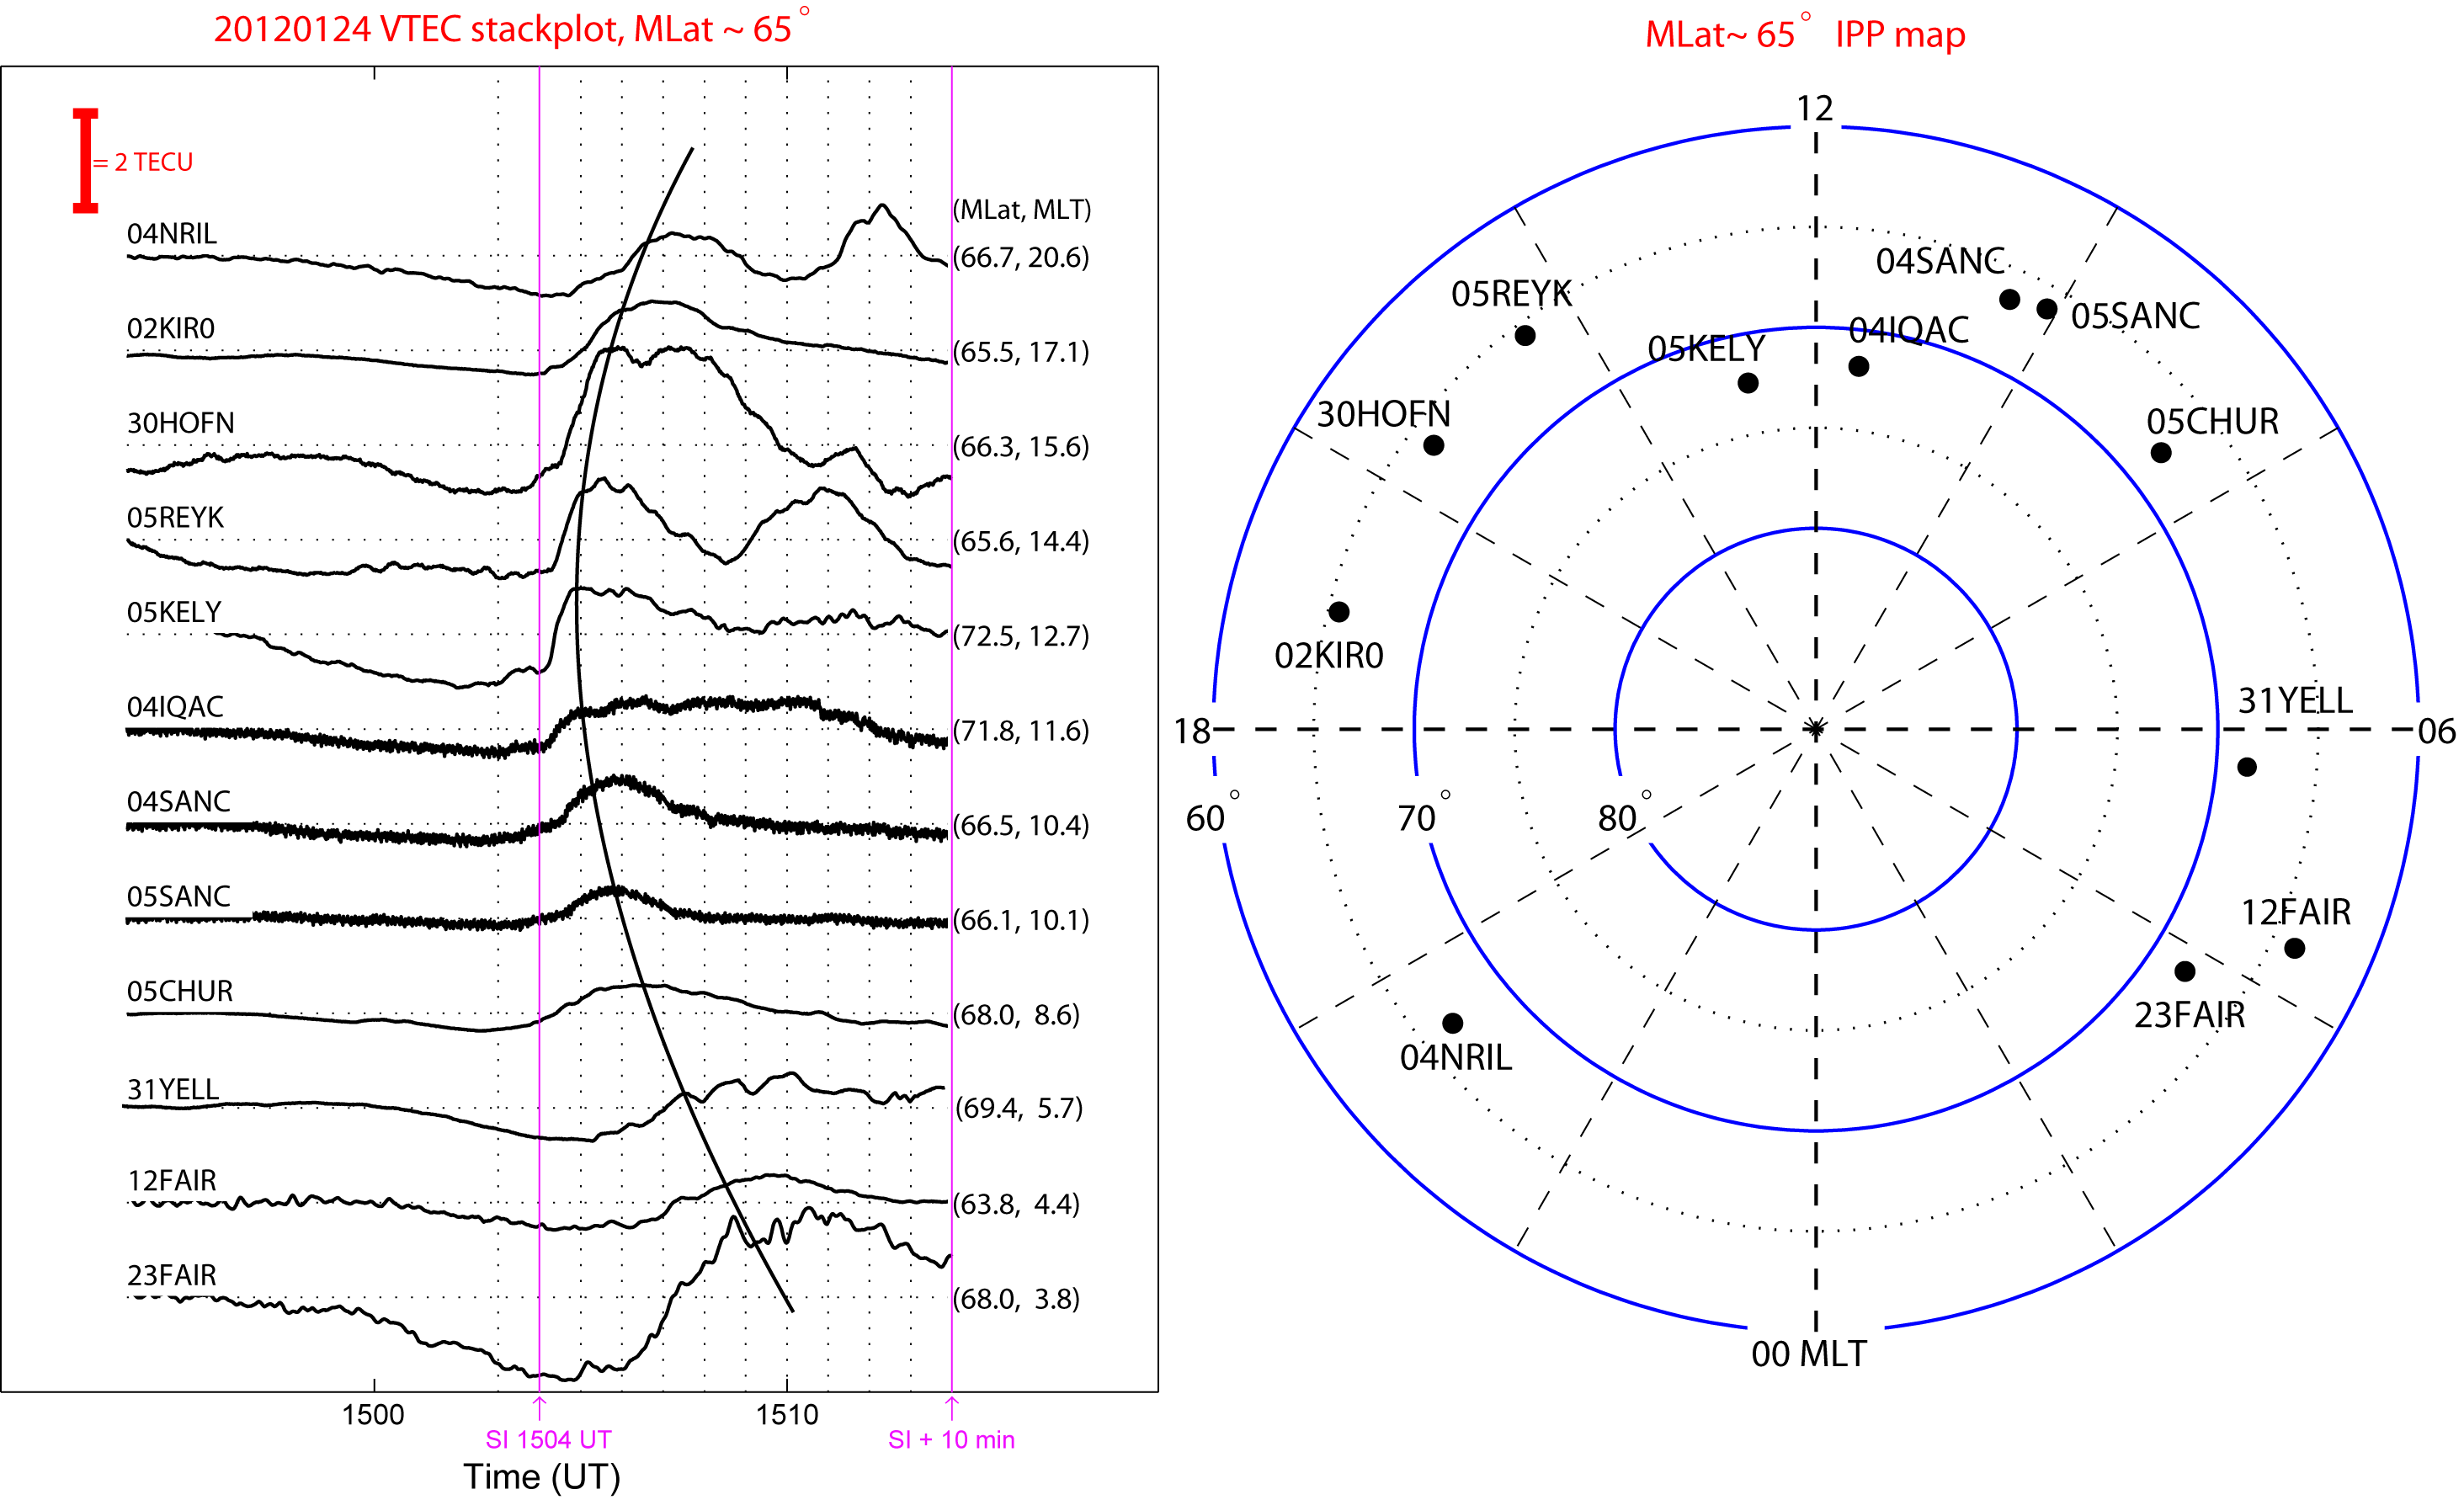 20120124 VTEC stackplot, MLat ~ 65°
= 2 TECU
(MLat, MLT)
04NRIL (66.7, 20.6)
02KIR0 (65.5, 17.1)
30HOFN (66.3, 15.6)
05REYK (65.6, 14.4)
05KELY (72.5, 12.7)
04IQAC (71.8, 11.6)
04SANC (66.5, 10.4)
05SANC (66.1, 10.1)
05CHUR (68.0, 8.6)
31YELL (69.4, 5.7)
12FAIR (63.8, 4.4)
23FAIR (68.0, 3.8)
1500 1510
SI 1504 UT SI + 10 min
Time (UT)
MLat~ 65° IPP map
12
04SANC
05REYK
05SANC
04IQAC
05KELY
30HOFN
05CHUR
02KIR0
31YELL
18 06
60° 70° 80°
12FAIR
23FAIR
04NRIL
00 MLT